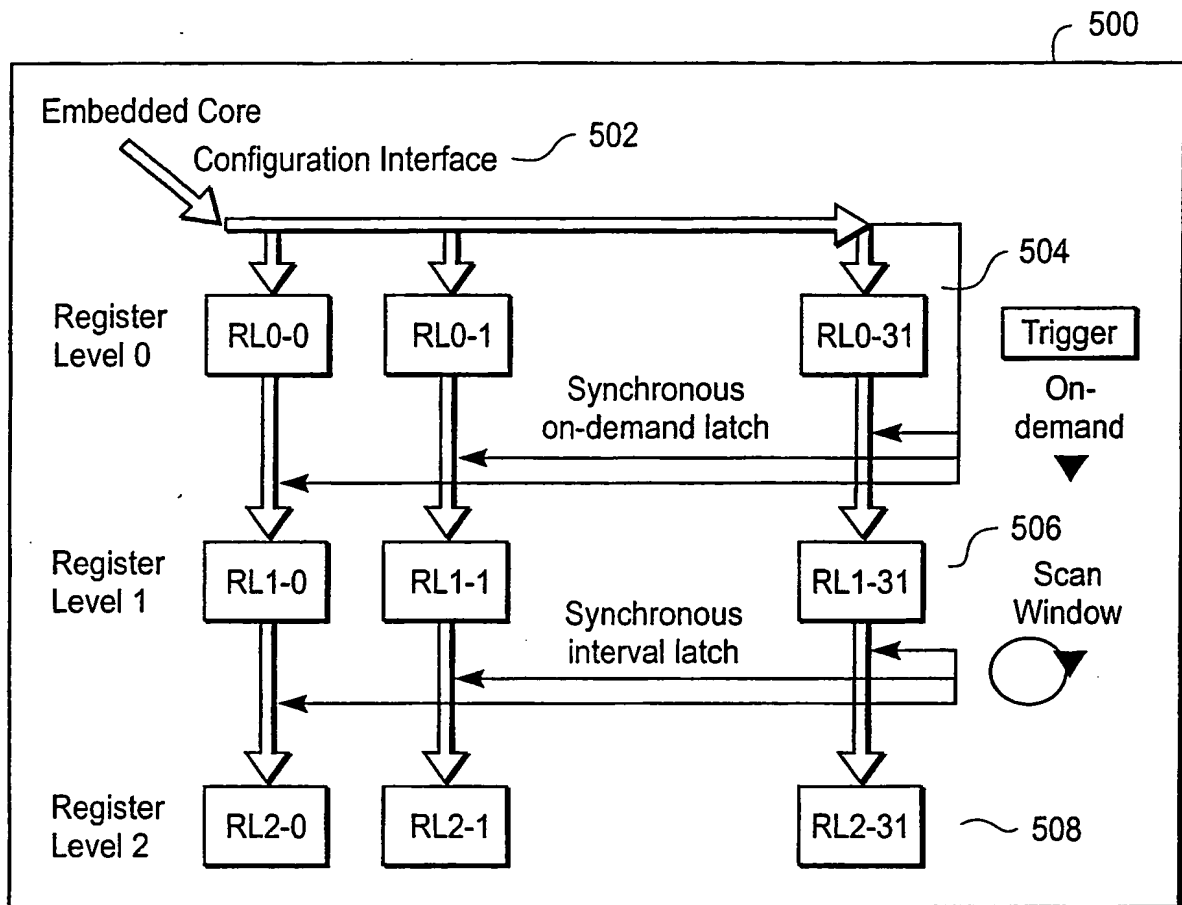 500
Embedded Core
Configuration Interface
502
504
Register
Level 0
RL0-0
RL0-1
RL0-31
Trigger
On-
demand
Synchronous
on-demand latch
506
Register
Level 1
RL1-0
RL1-1
RL1-31
Scan
Window
Synchronous
interval latch
Register
Level 2
RL2-0
RL2-1
RL2-31
508